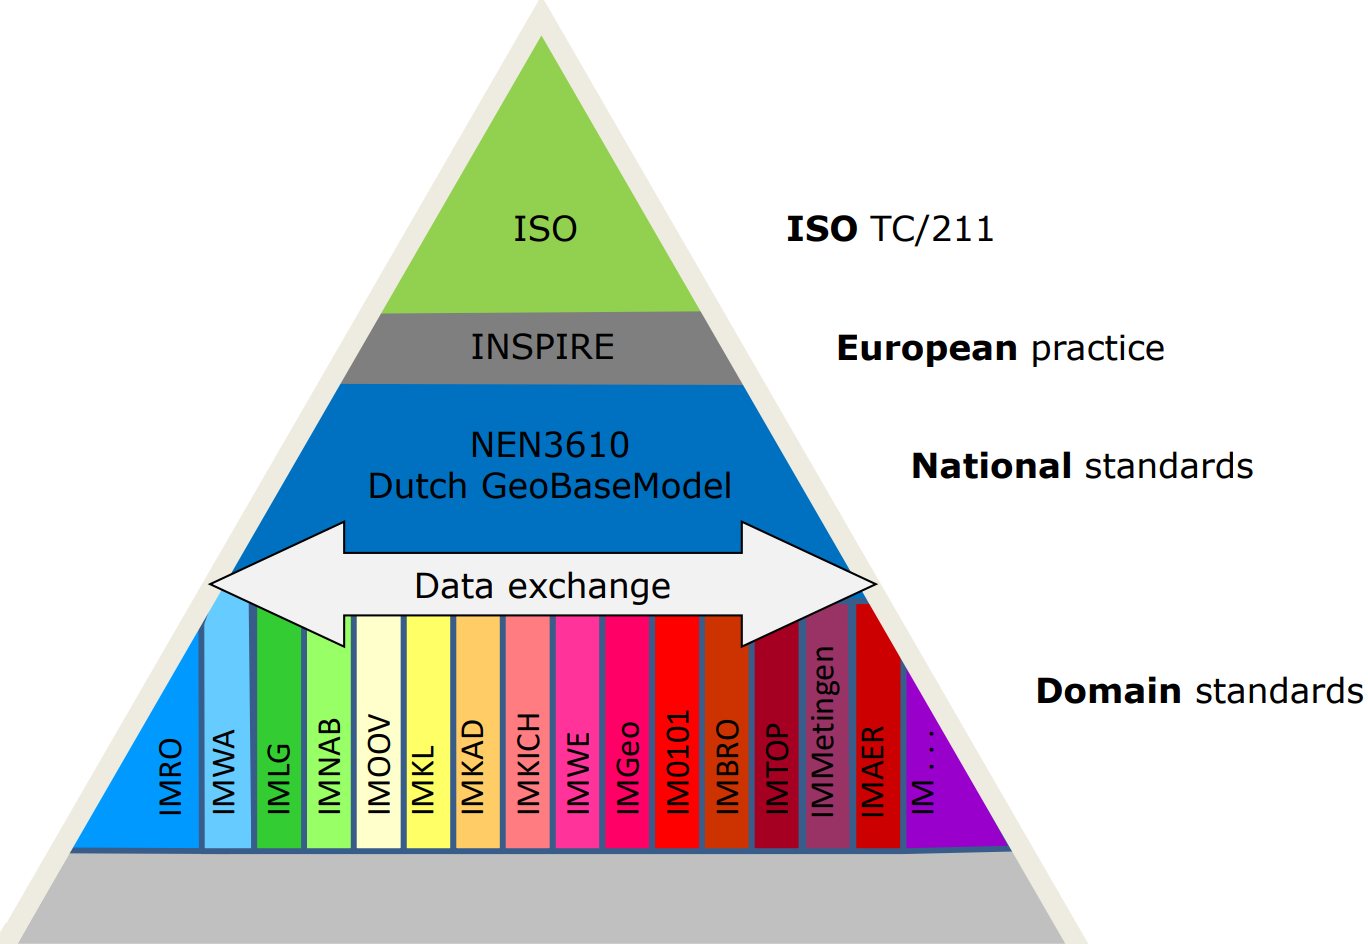 ISO
ISO TC/211
INSPIRE
European practice
NEN3610
Dutch GeoBaseModel
National standards
Data exchange
Domain standards
IMRO
IMWA
IMLG
IMNAB
IMOOV
IMKL
IMKAD
IMKICH
IMWE
IMGeo
IM0101
IMBRO
IMTOP
IMMetingen
IMAER
IM . . . .